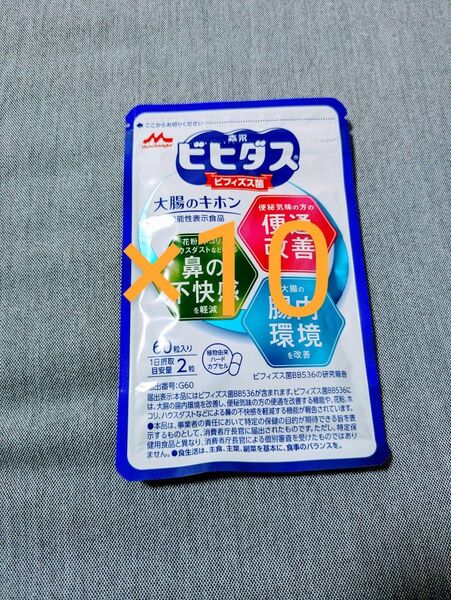 ここからお切りください
森永
ビヒダス
ビフィズス菌
大腸のキホン
機能性表示食品
便秘気味の方の
便通
改善
花粉、ホコリ、
ハウスダストなどによる
鼻の
不快感
を軽減
×10
大腸の
腸内
環境
を改善
60粒入り
1日摂取
目安量 2粒
植物由来
ハード
カプセル
ビフィズス菌BB536の研究報告
届出番号:G60
届出表示:本品にはビフィズス菌BB536が含まれます。ビフィズス菌BB536に
は、大腸の腸内環境を改善し、便秘気味の方の便通を改善する機能や、花粉、ホ
コリ、ハウスダストなどによる鼻の不快感を軽減する機能が報告されています。
●本品は、事業者の責任において特定の保健の目的が期待できる旨を表
示するものとして、消費者庁長官に届出されたものです。ただし、特定保
健用食品と異なり、消費者庁長官による個別審査を受けたものではあり
ません。●食生活は、主食、主菜、副菜を基本に、食事のバランスを。